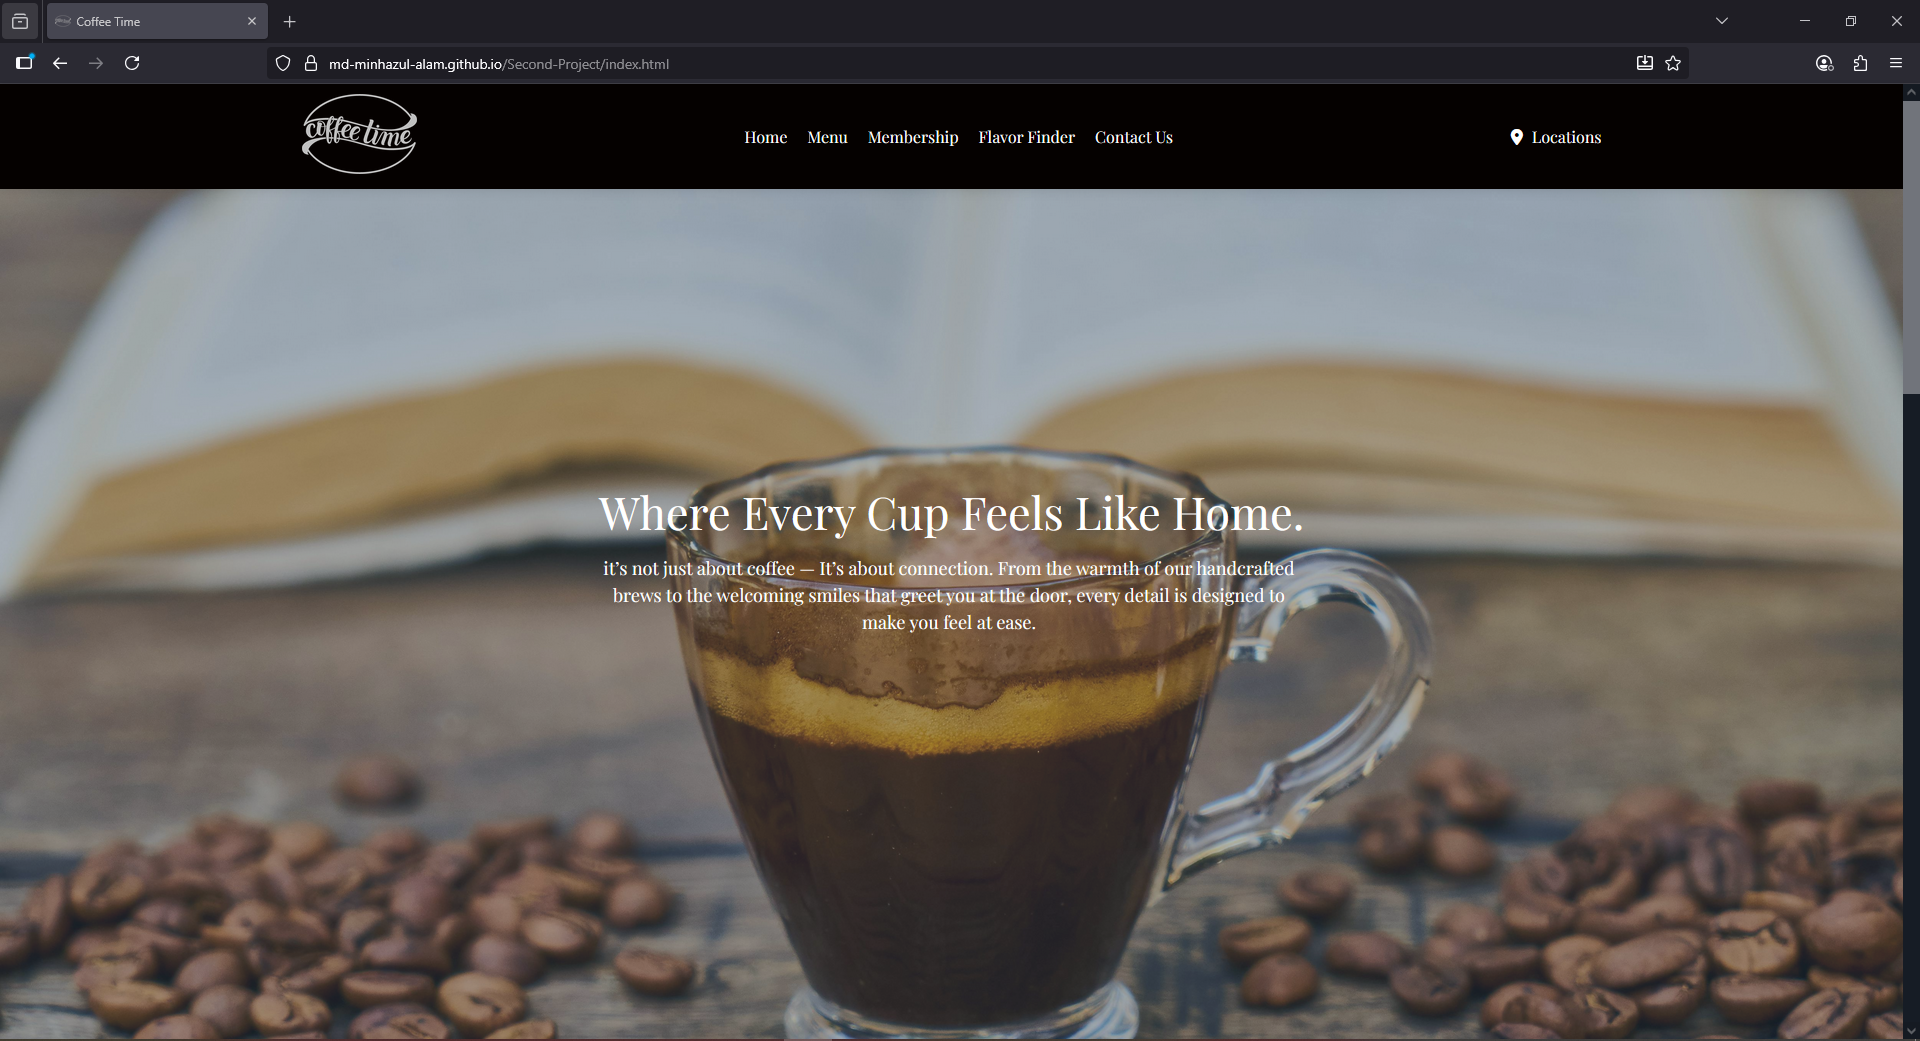 Coffee Time
md-minhazul-alam.github.io/Second-Project/index.html
coffee time
Home Menu Membership Flavor Finder Contact Us Locations
Where Every Cup Feels Like Home.
it’s not just about coffee — It’s about connection. From the warmth of our handcrafted
brews to the welcoming smiles that greet you at the door, every detail is designed to
make you feel at ease.